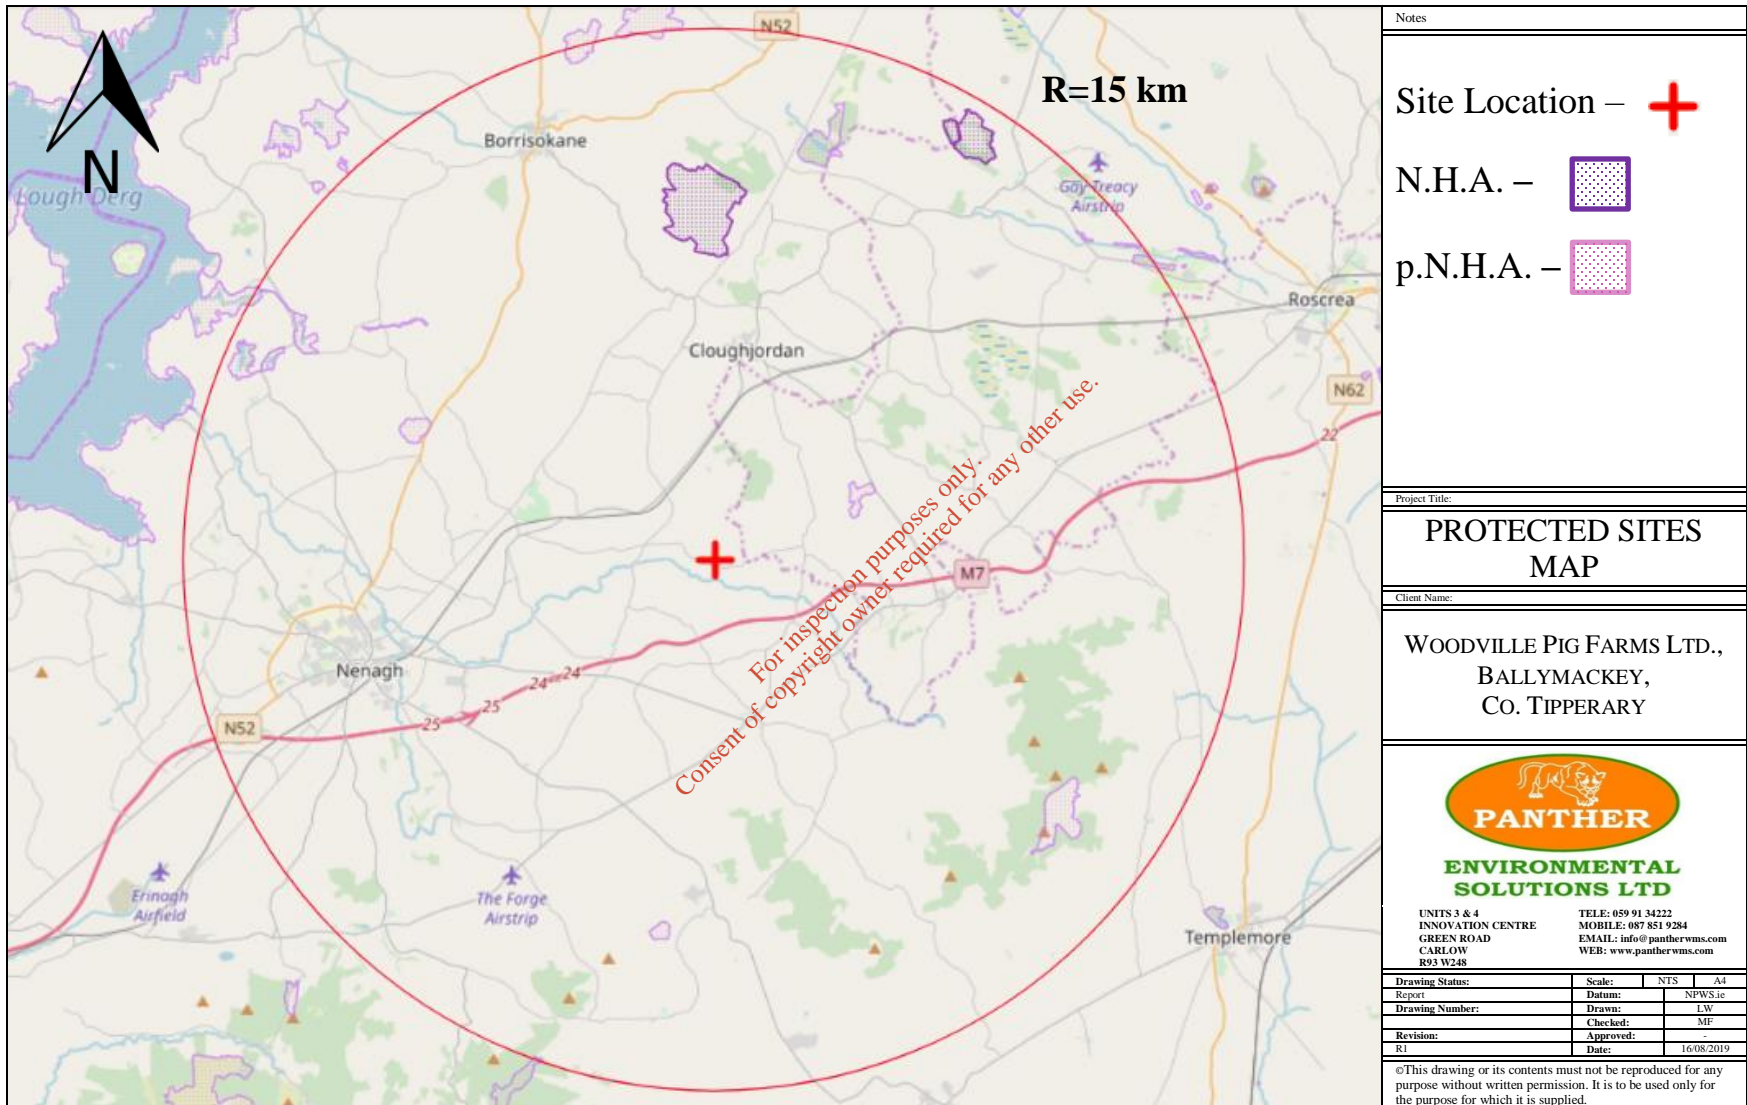 N52
R=15 km
Borrisokane
N
Lough Derg
Gay Treacy
Airstrip
Roscrea
Cloughjordan
N62
22
For inspection purposes only.
Consent of copyright owner required for any other use.
M7
Nenagh
24
24
25
25
N52
Erinagh
Airfield
The Forge
Airstrip
Templemore
Notes
Site Location –
N.H.A. –
p.N.H.A. –
Project Title:
PROTECTED SITES
MAP
Client Name:
WOODVILLE PIG FARMS LTD.,
BALLYMACKEY,
CO. TIPPERARY
PANTHER
ENVIRONMENTAL
SOLUTIONS LTD
UNITS 3 & 4
INNOVATION CENTRE
GREEN ROAD
CARLOW
R93 W248
TELE: 059 91 34222
MOBILE: 087 851 9284
EMAIL: info@pantherwms.com
WEB: www.pantherwms.com
Drawing Status: Scale: NTS A4
Report Datum: NPWS.ie
Drawing Number: Drawn: LW
Checked: MF
Revision: Approved: -
R1 Date: 16/08/2019
©This drawing or its contents must not be reproduced for any
purpose without written permission. It is to be used only for
the purpose for which it is supplied.